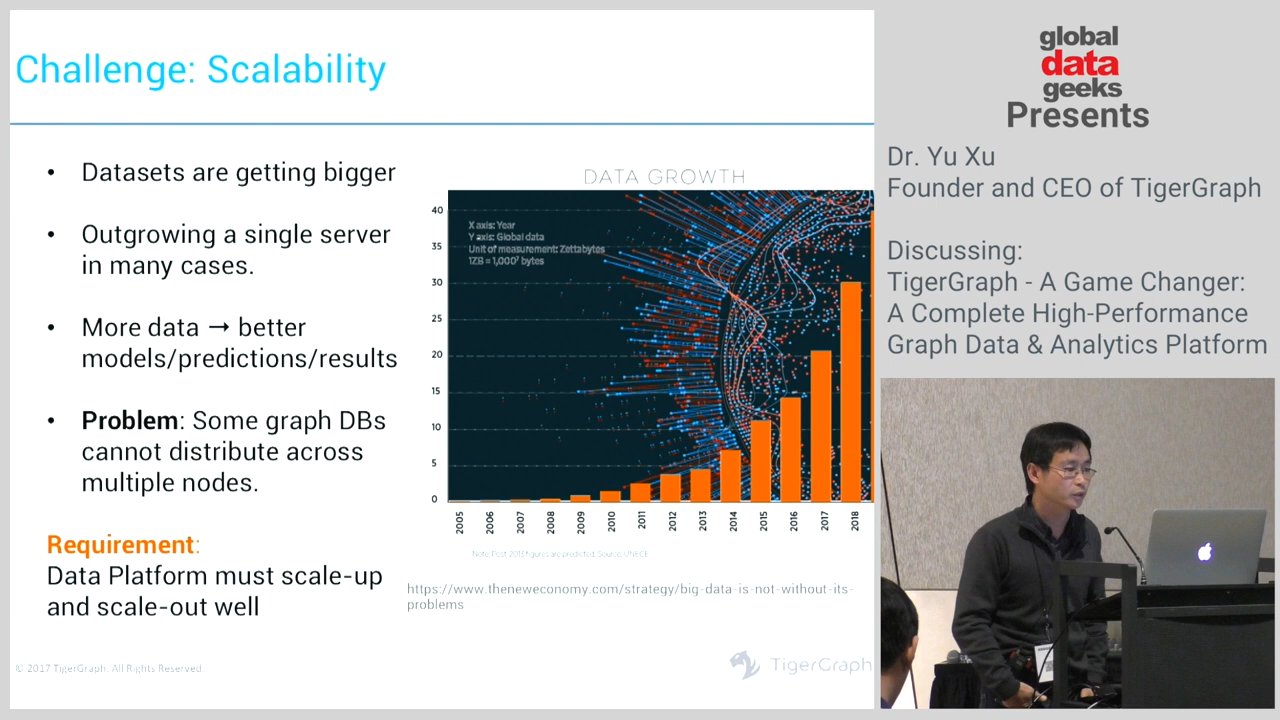 Challenge: Scalability
• Datasets are getting bigger
• Outgrowing a single server
in many cases.
• More data → better
models/predictions/results
• Problem: Some graph DBs
cannot distribute across
multiple nodes.
Requirement:
Data Platform must scale-up
and scale-out well
DATA GROWTH
X axis: Year
Y axis: Global data
Unit of measurement: Zettabytes
1ZB = 1,000⁷ bytes
40
35
30
25
20
15
10
5
0
2005 2006 2007 2008 2009 2010 2011 2012 2013 2014 2015 2016 2017 2018
Note: Post 2013 figures are predicted. Source: UNECE
https://www.theneweconomy.com/strategy/big-data-is-not-without-its-
problems
© 2017 TigerGraph. All Rights Reserved.
TigerGraph
global
data
geeks
Presents
Dr. Yu Xu
Founder and CEO of TigerGraph
Discussing:
TigerGraph - A Game Changer:
A Complete High-Performance
Graph Data & Analytics Platform